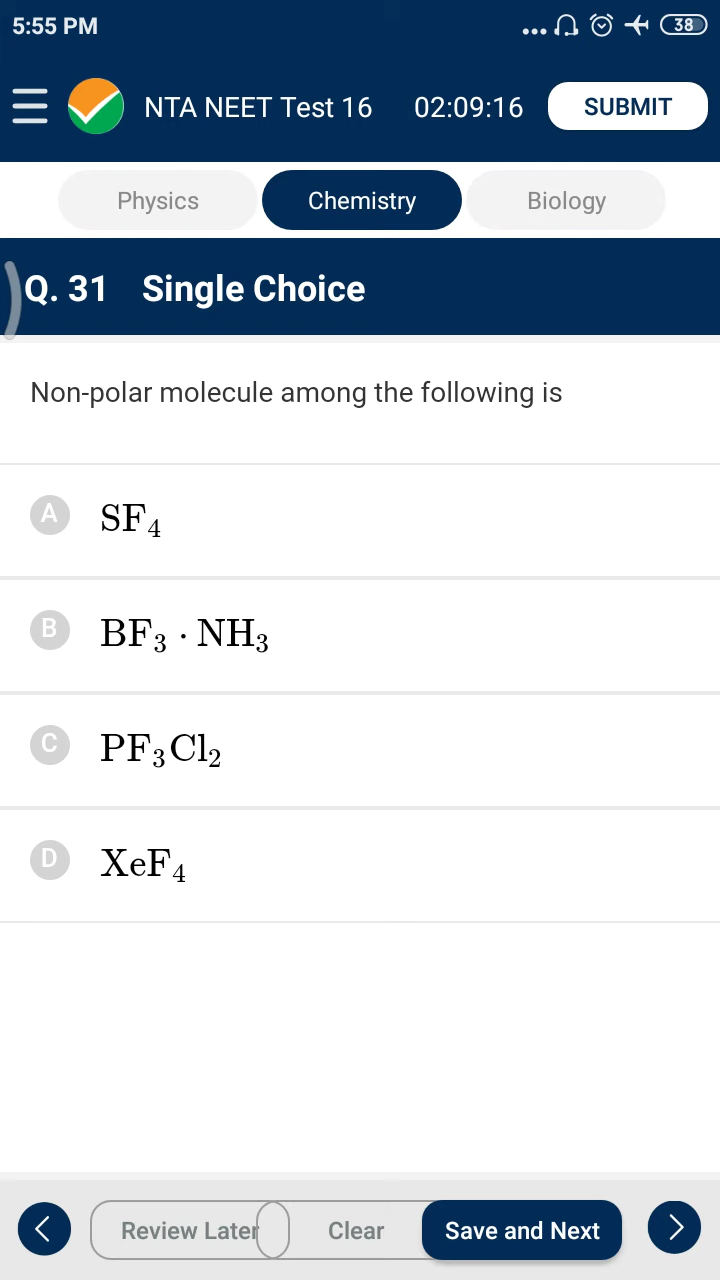 5:55 PM
38
NTA NEET Test 16 02:09:16 SUBMIT
Physics Chemistry Biology
Q. 31 Single Choice
Non-polar molecule among the following is
A SF₄
B BF₃ · NH₃
C PF₃Cl₂
D XeF₄
Review Later Clear Save and Next